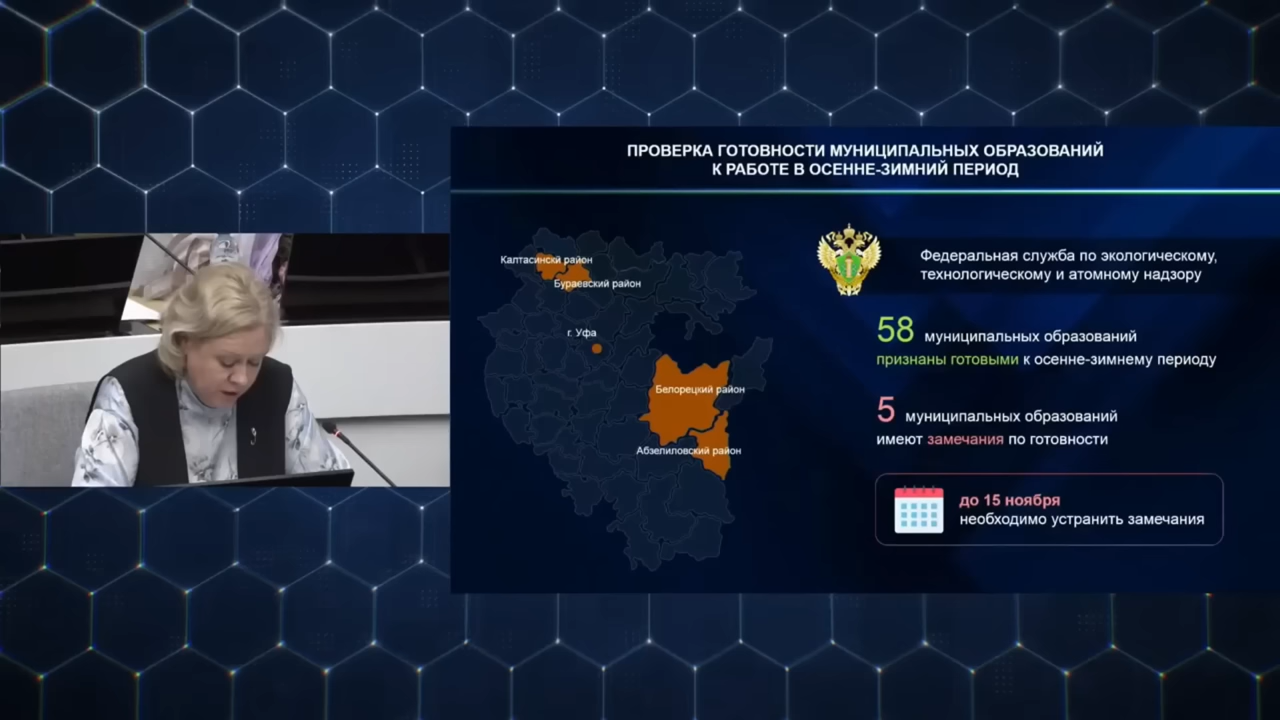 ПРОВЕРКА ГОТОВНОСТИ МУНИЦИПАЛЬНЫХ ОБРАЗОВАНИЙ
К РАБОТЕ В ОСЕННЕ-ЗИМНИЙ ПЕРИОД
Калтасинскй район
Бураевский район
г. Уфа
Белорецкий район
Абзелиловский район
Федеральная служба по экологическому,
технологическому и атомному надзору
58 муниципальных образований
признаны готовыми к осенне-зимнему периоду
5 муниципальных образований
имеют замечания по готовности
до 15 ноября
необходимо устранить замечания